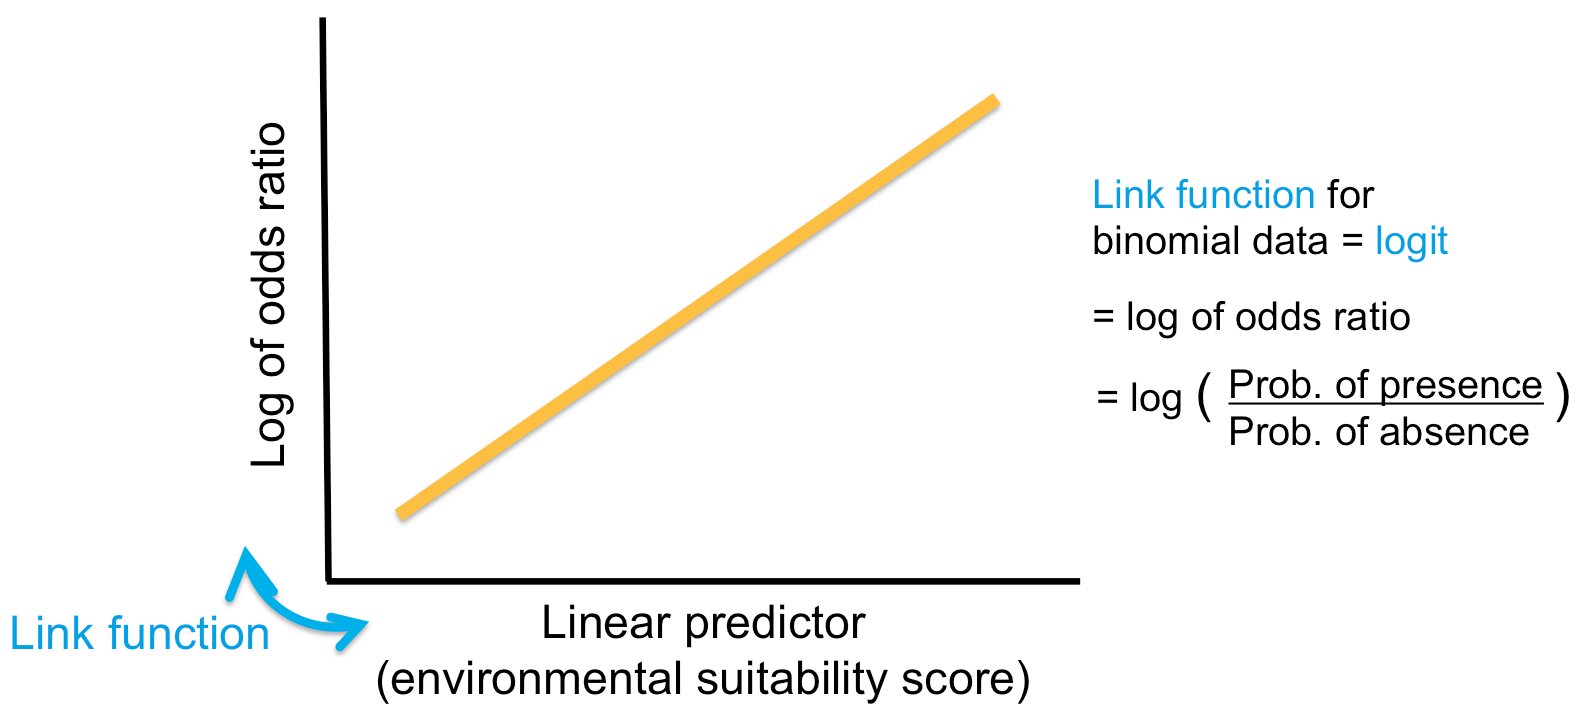 Log of odds ratio
Link function for
binomial data = logit
= log of odds ratio
= log ( Prob. of presence )
Prob. of absence
Link function
Linear predictor
(environmental suitability score)